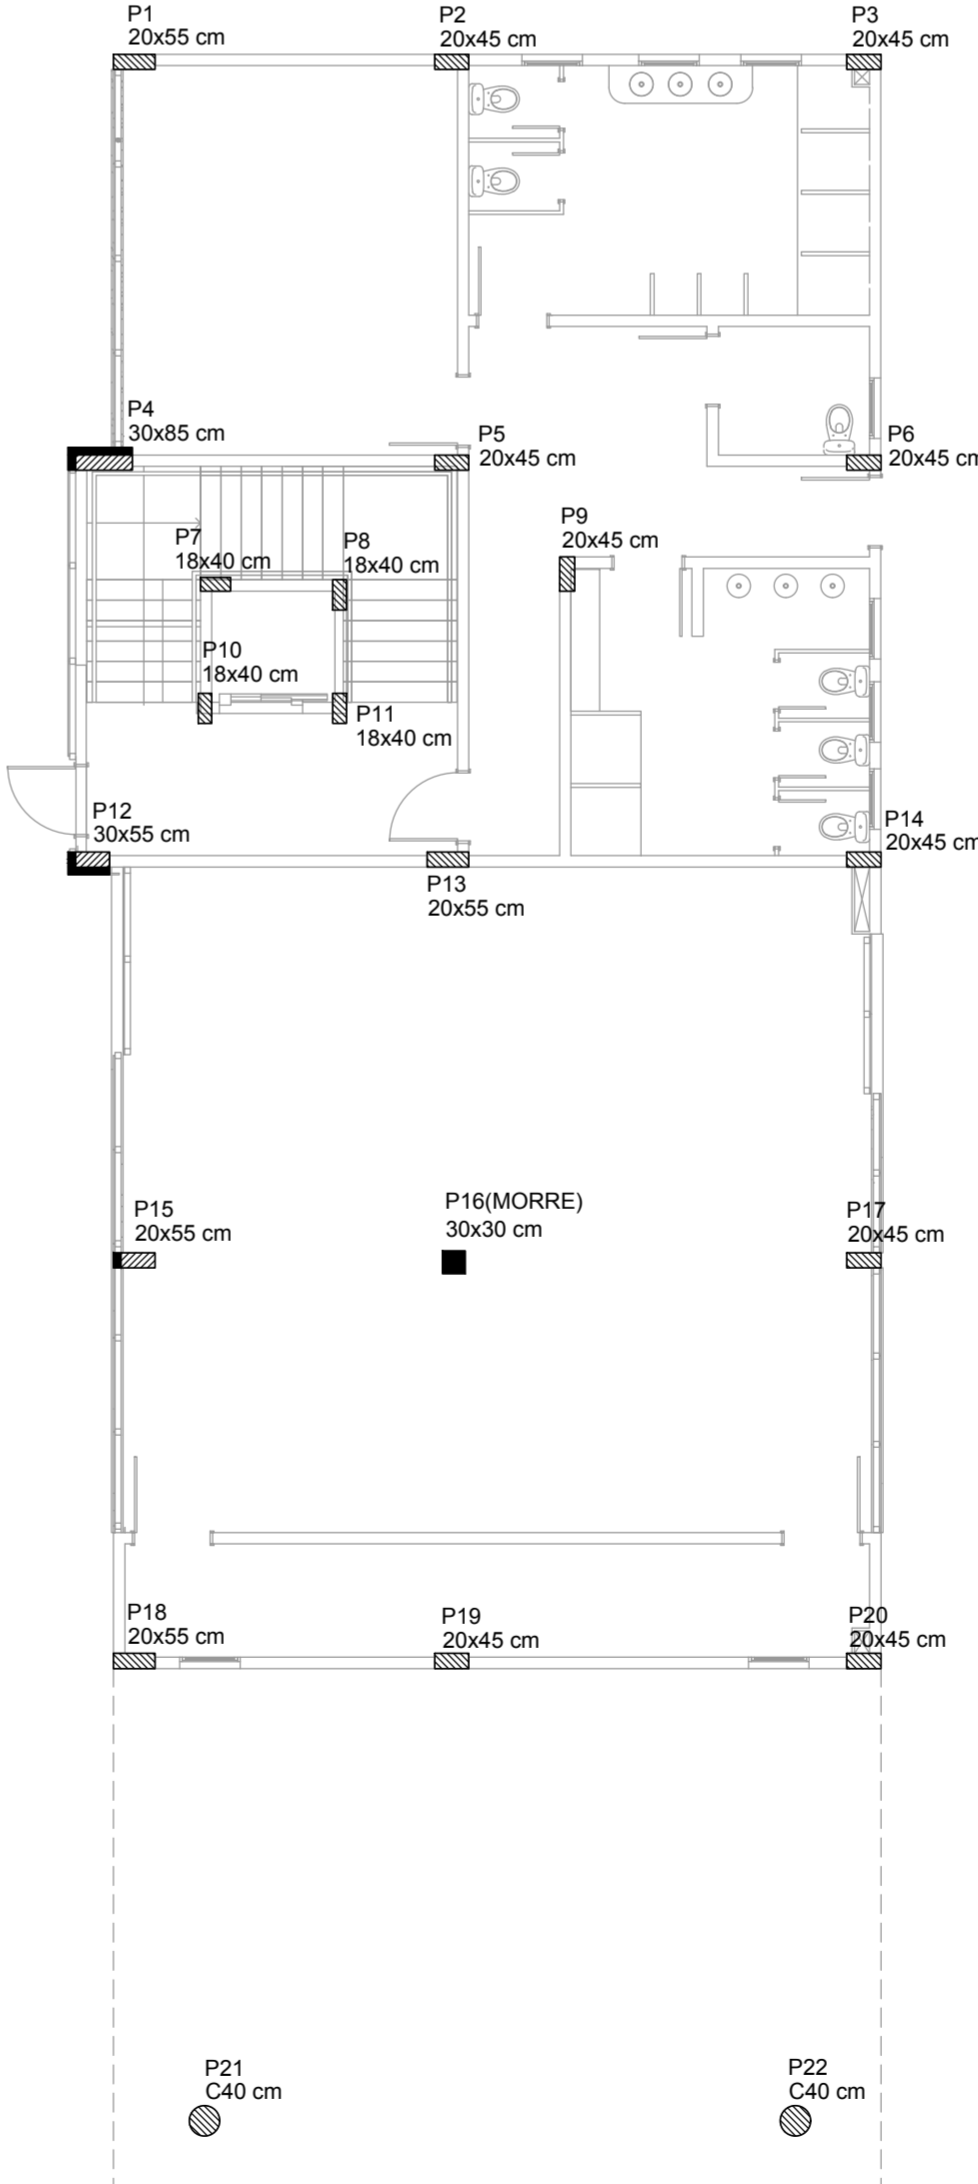 P1
20x55 cm
P2
20x45 cm
P3
20x45 cm
P4
30x85 cm
P5
20x45 cm
P6
20x45 cm
P7
18x40 cm
P8
18x40 cm
P9
20x45 cm
P10
18x40 cm
P11
18x40 cm
P12
30x55 cm
P13
20x55 cm
P14
20x45 cm
P15
20x55 cm
P16(MORRE)
30x30 cm
P17
20x45 cm
P18
20x55 cm
P19
20x45 cm
P20
20x45 cm
P21
C40 cm
P22
C40 cm